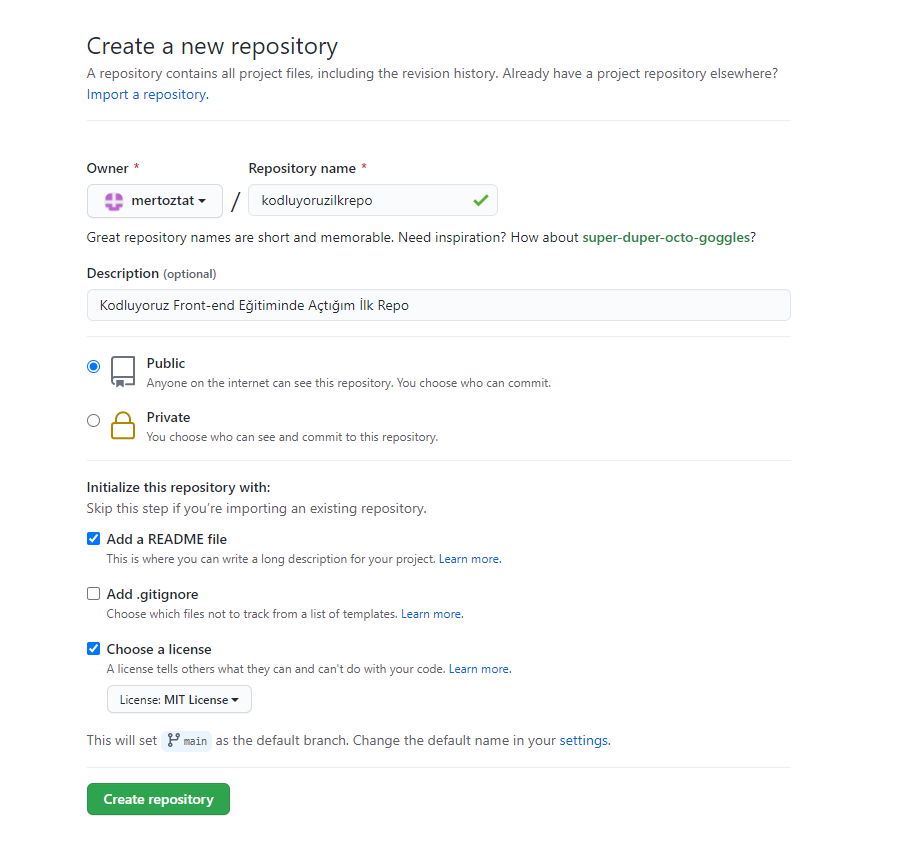 Create a new repository
A repository contains all project files, including the revision history. Already have a project repository elsewhere?
Import a repository.
Owner * Repository name *
mertoztat / kodluyoruzilkrepo
Great repository names are short and memorable. Need inspiration? How about super-duper-octo-goggles?
Description (optional)
Kodluyoruz Front-end Eğitiminde Açtığım İlk Repo
Public
Anyone on the internet can see this repository. You choose who can commit.
Private
You choose who can see and commit to this repository.
Initialize this repository with:
Skip this step if you're importing an existing repository.
Add a README file
This is where you can write a long description for your project. Learn more.
Add .gitignore
Choose which files not to track from a list of templates. Learn more.
Choose a license
A license tells others what they can and can't do with your code. Learn more.
License: MIT License
This will set main as the default branch. Change the default name in your settings.
Create repository